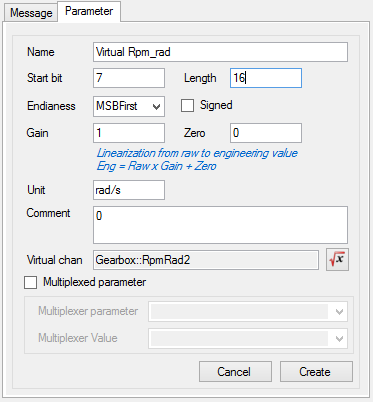 Message Parameter
Name Virtual Rpm_rad
Start bit 7 Length 16
Endianess MSBFirst Signed
Gain 1 Zero 0
Linearization from raw to engineering value
Eng = Raw x Gain + Zero
Unit rad/s
Comment 0
Virtual chan Gearbox::RpmRad2 √x
Multiplexed parameter
Multiplexer parameter
Multiplexer Value
Cancel Create